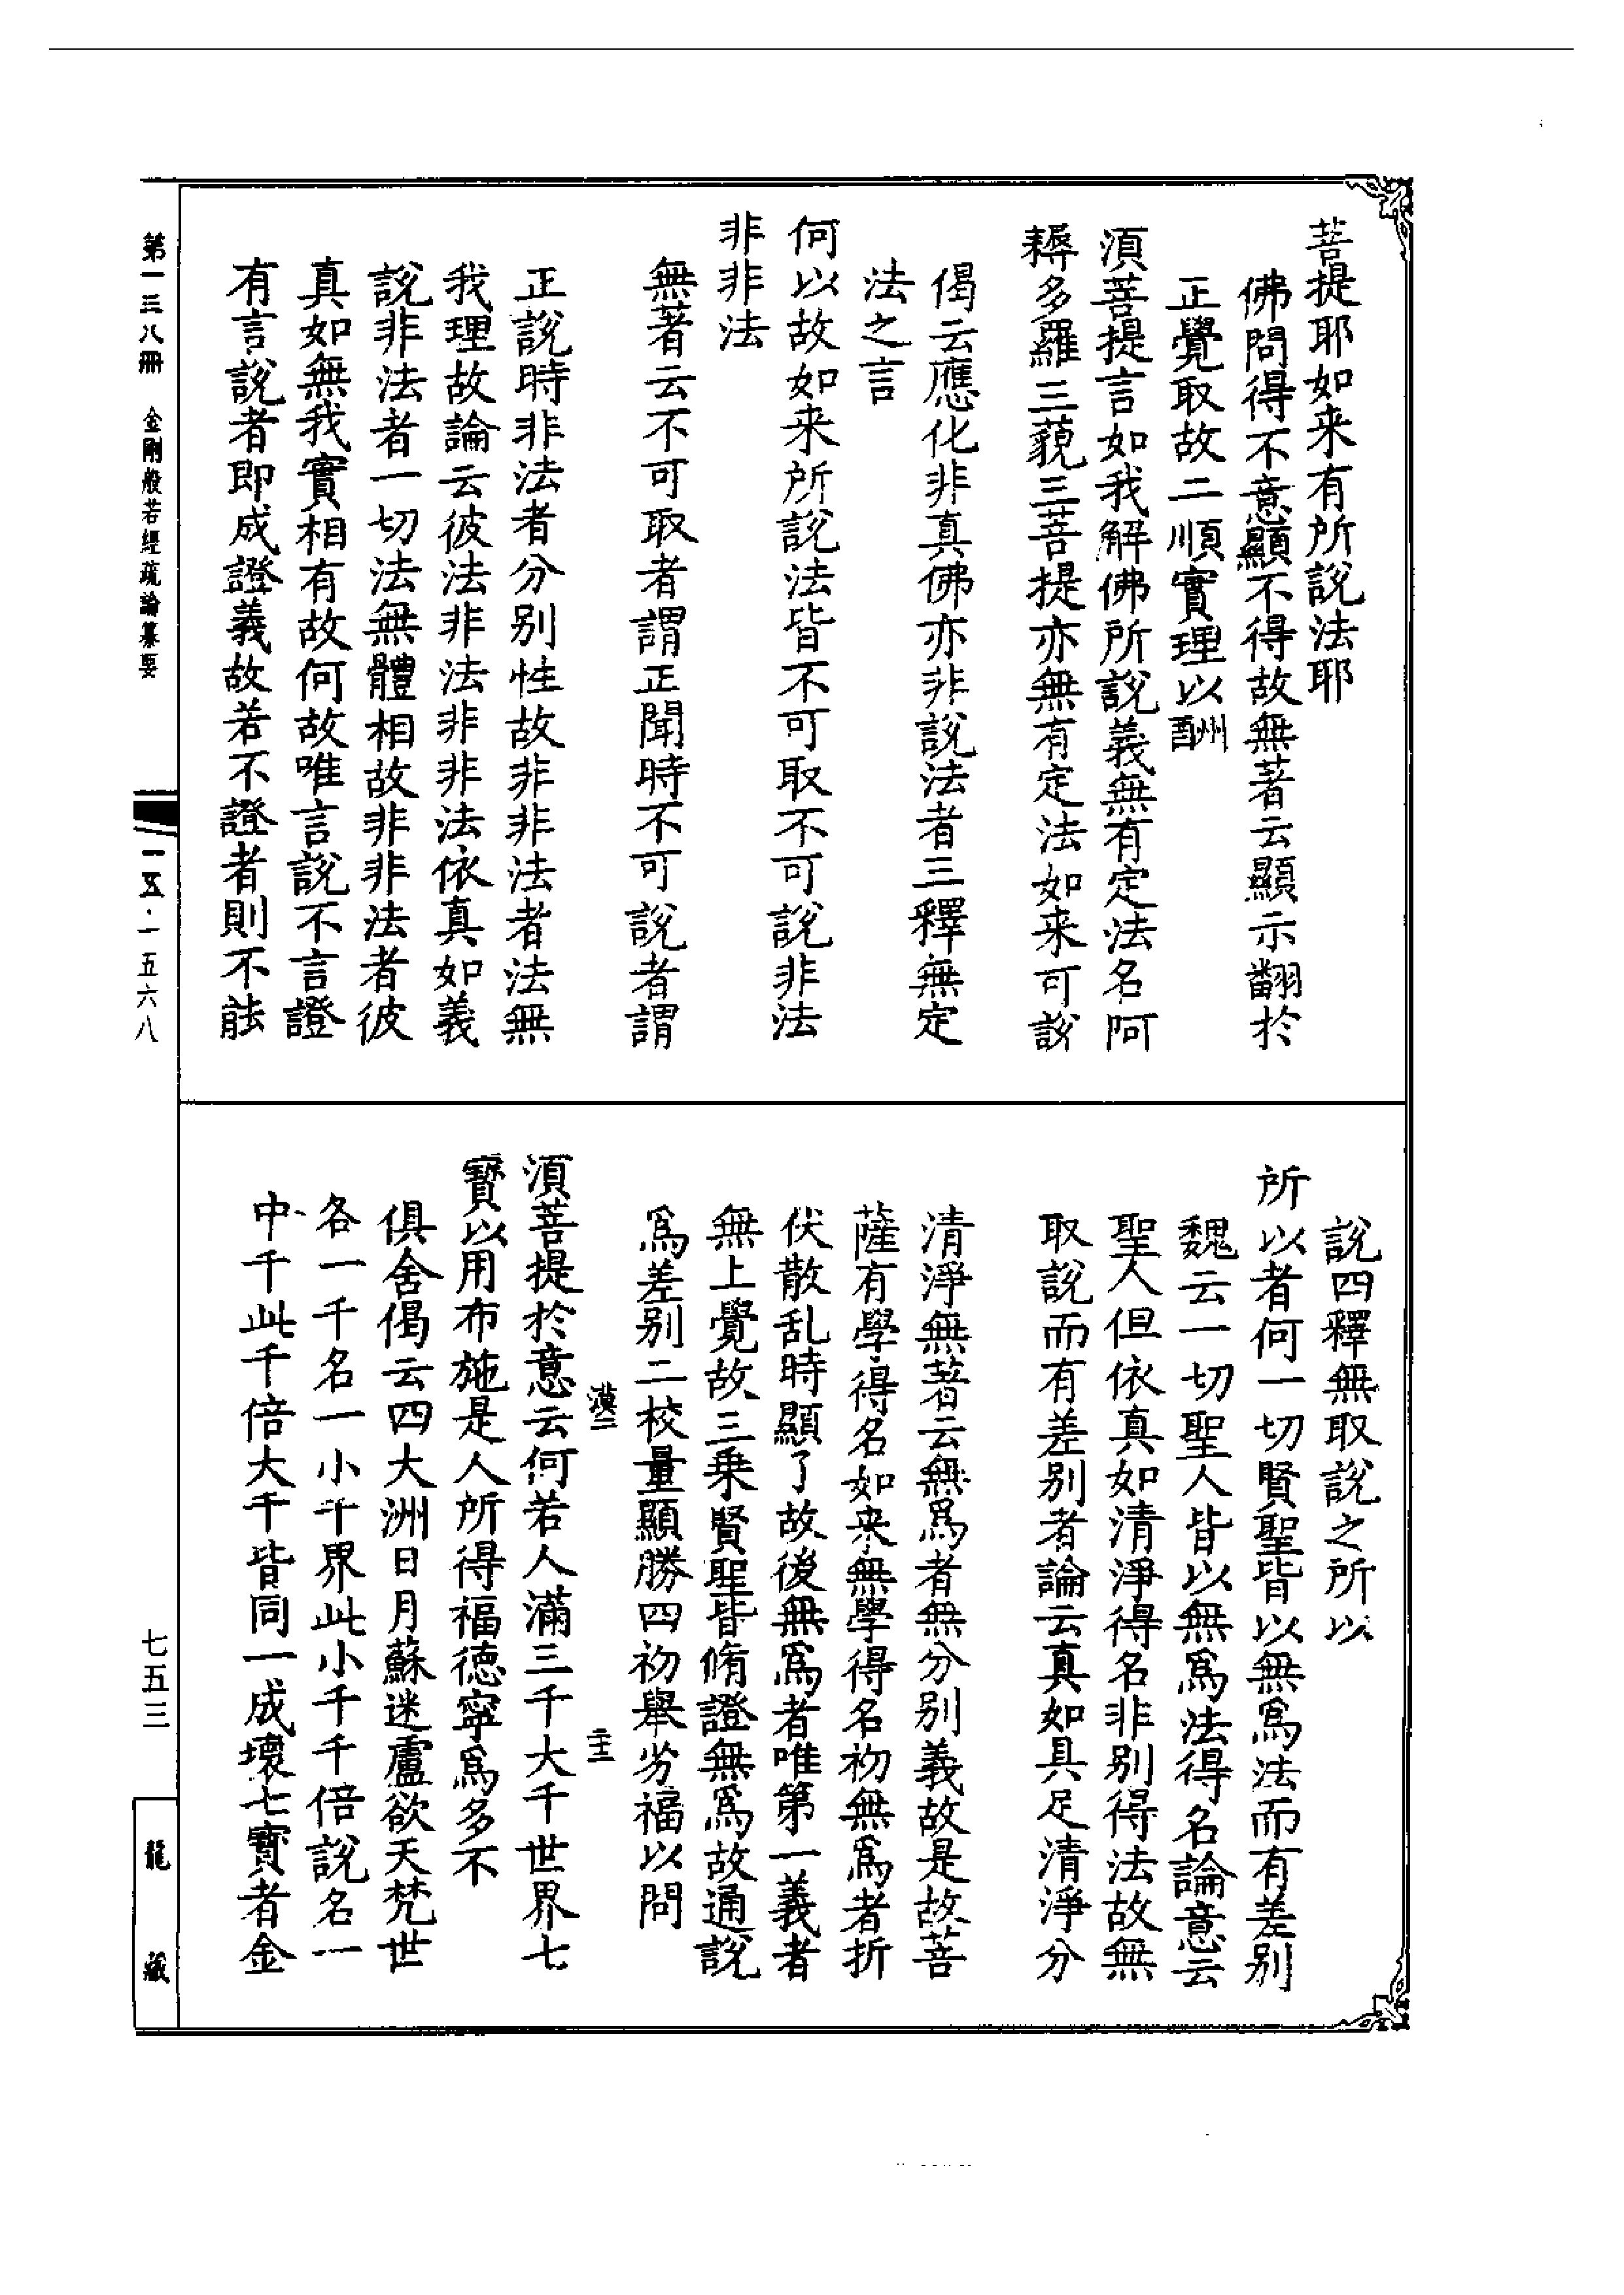 菩提耶如来有所說法耶
佛問得不意顯不得故無著云顯示翻於
正覺取故二順實理以酬
須菩提言如我解佛所說義無有定法名阿
耨多羅三藐三菩提亦無有定法如来可說
偈云應化非真佛亦非說法者三釋無定
法之言
何以故如来所說法皆不可取不可說非法
非非法
無著云不可取者謂正聞時不可說者謂
正說時非法者分别性故非非法者法無
我理故論云彼法非法非非法依真如義
說非法者一切法無體相故非非法者彼
真如無我實相有故何故唯言說不言證
有言說者即成證義故若不證者則不能
說四釋無取說之所以
所以者何一切賢聖皆以無為法而有差别
魏云一切聖人皆以無為法得名論意云
聖人但依真如清淨得名非别得法故無
取說而有差别者論云真如具足清淨分
清淨無著云無為者無分别義故是故菩
薩有學得名如来無學得名初無為者折
伏散乱時顯了故後無為者唯第一義者
無上覺故三乗賢聖皆脩證無為故通說
為差别二校量顯勝四初舉劣福以問
漠二
主
須菩提於意云何若人滿三千大千世界七
寶以用布施是人所得福德寧為多不
俱舍偈云四大洲日月蘇迷盧欲天梵世
各一千名一小千界此小千千倍說名一
中千此千倍大千皆同一成壞七寶者金
第一三八冊 金剛般若經疏論纂要
一五·一五六八
七五三
龍藏